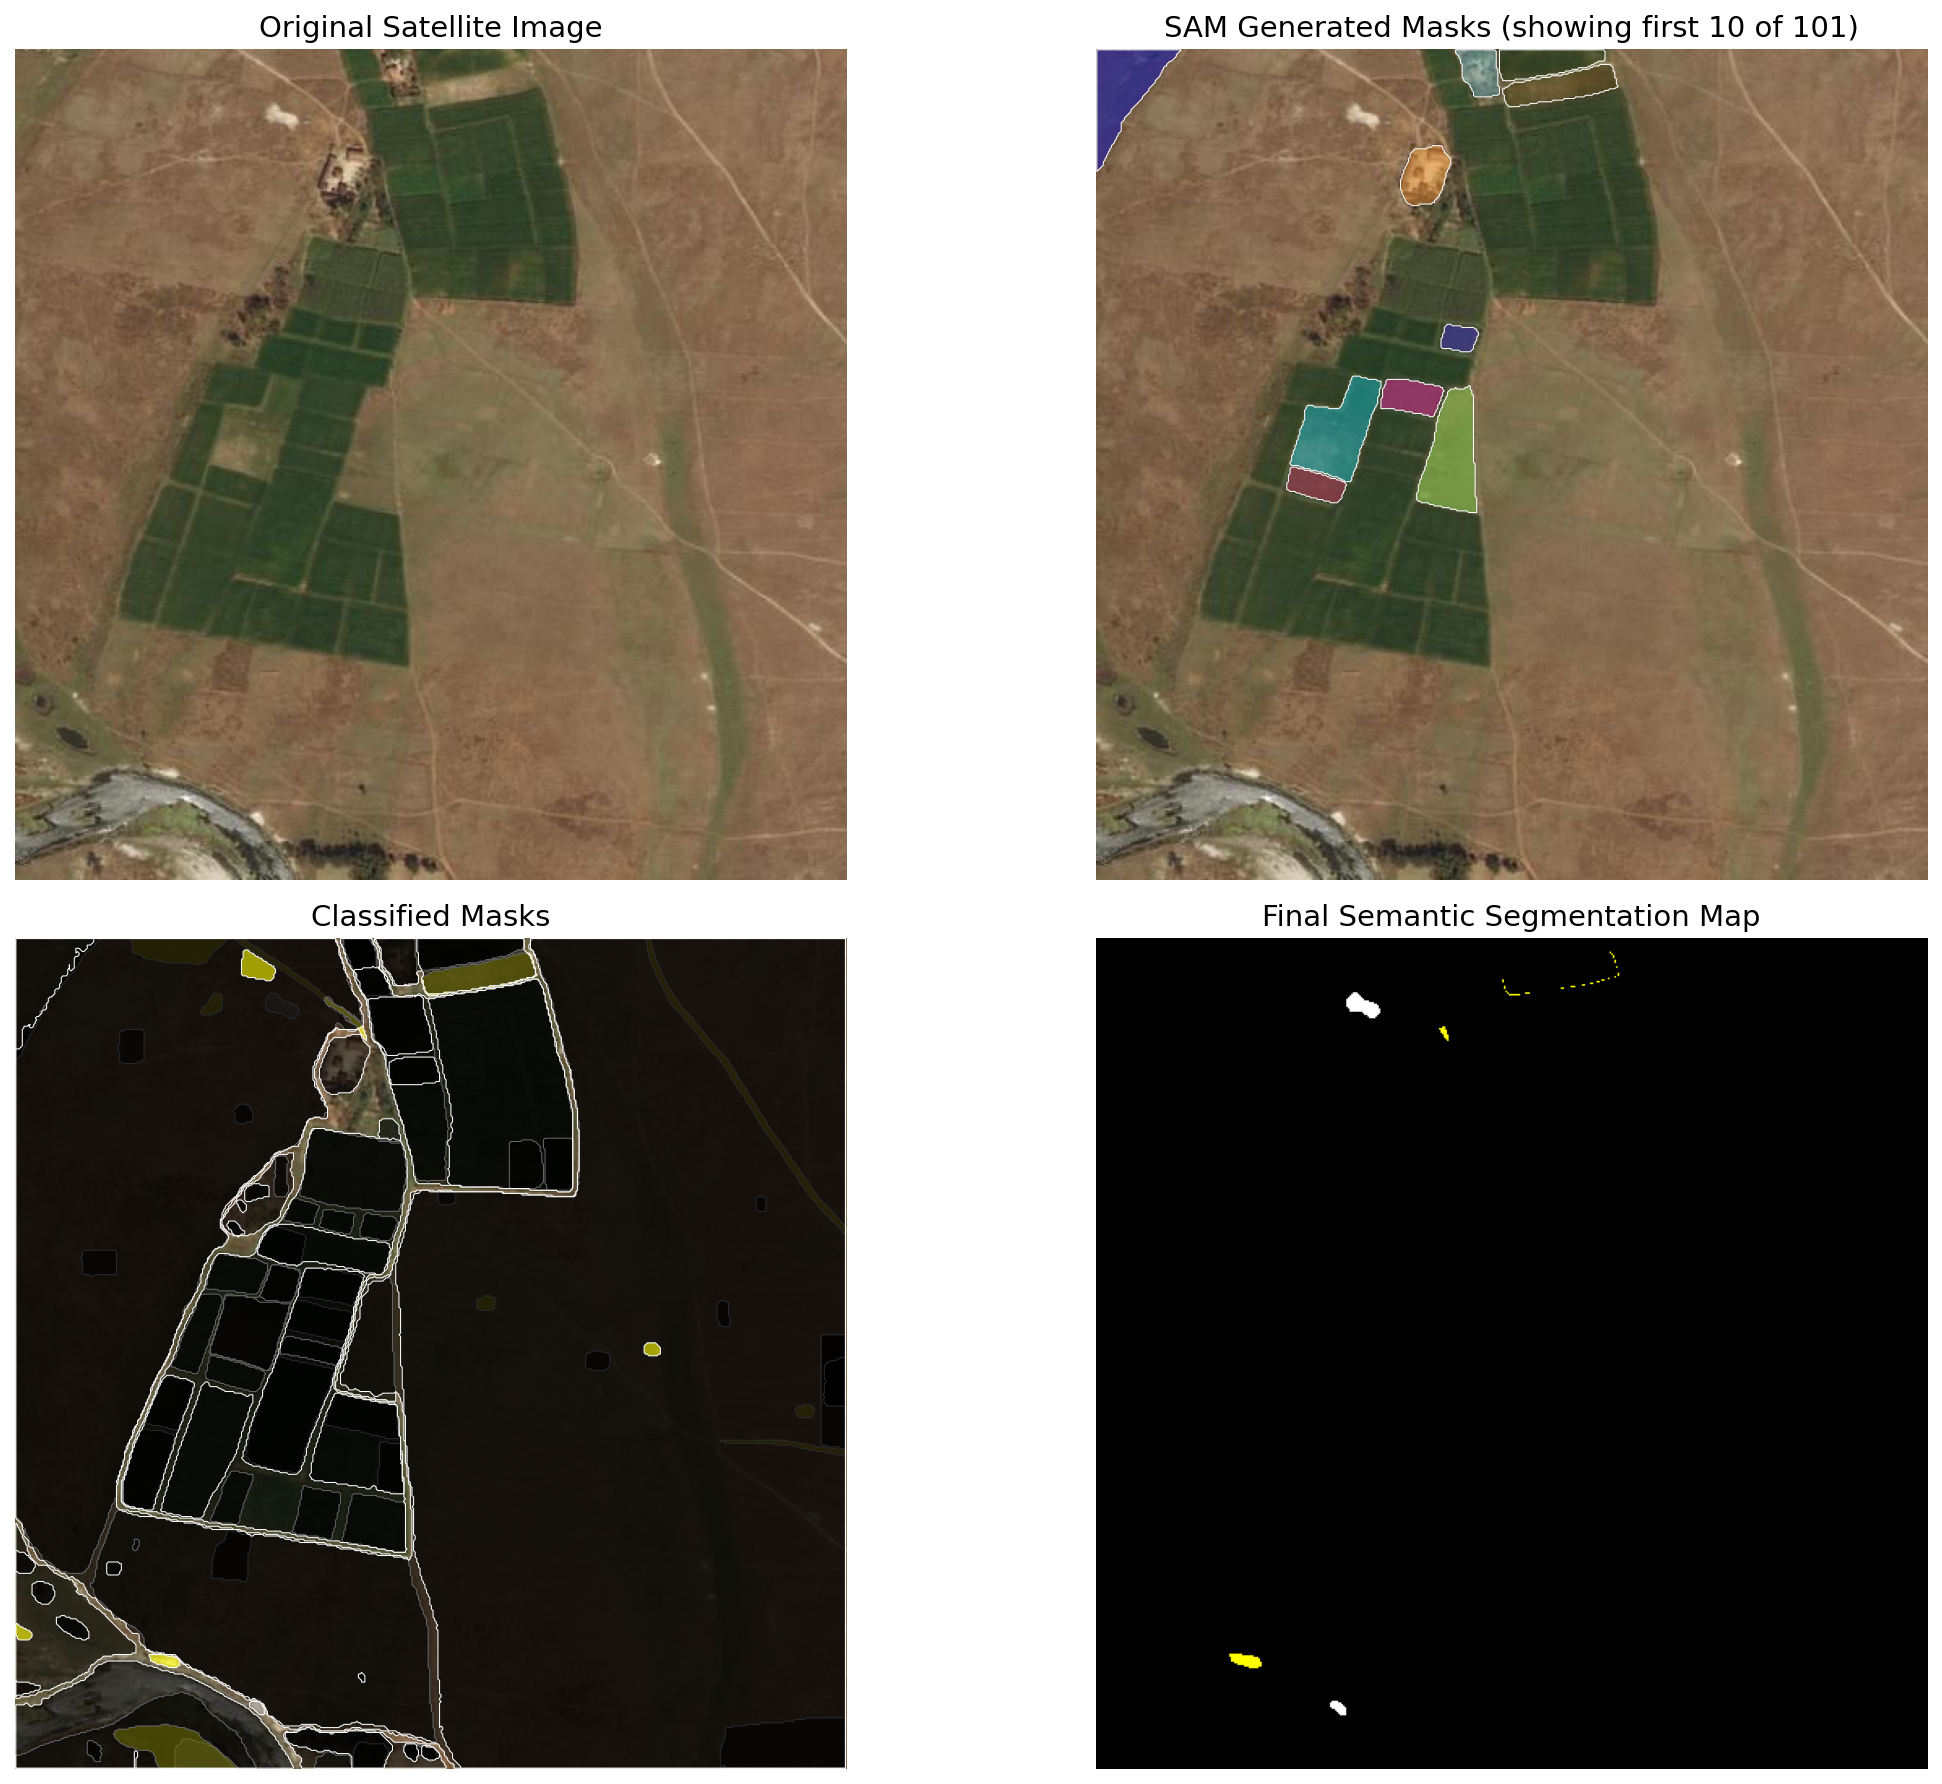 Original Satellite Image
SAM Generated Masks (showing first 10 of 101)
Classified Masks
Final Semantic Segmentation Map